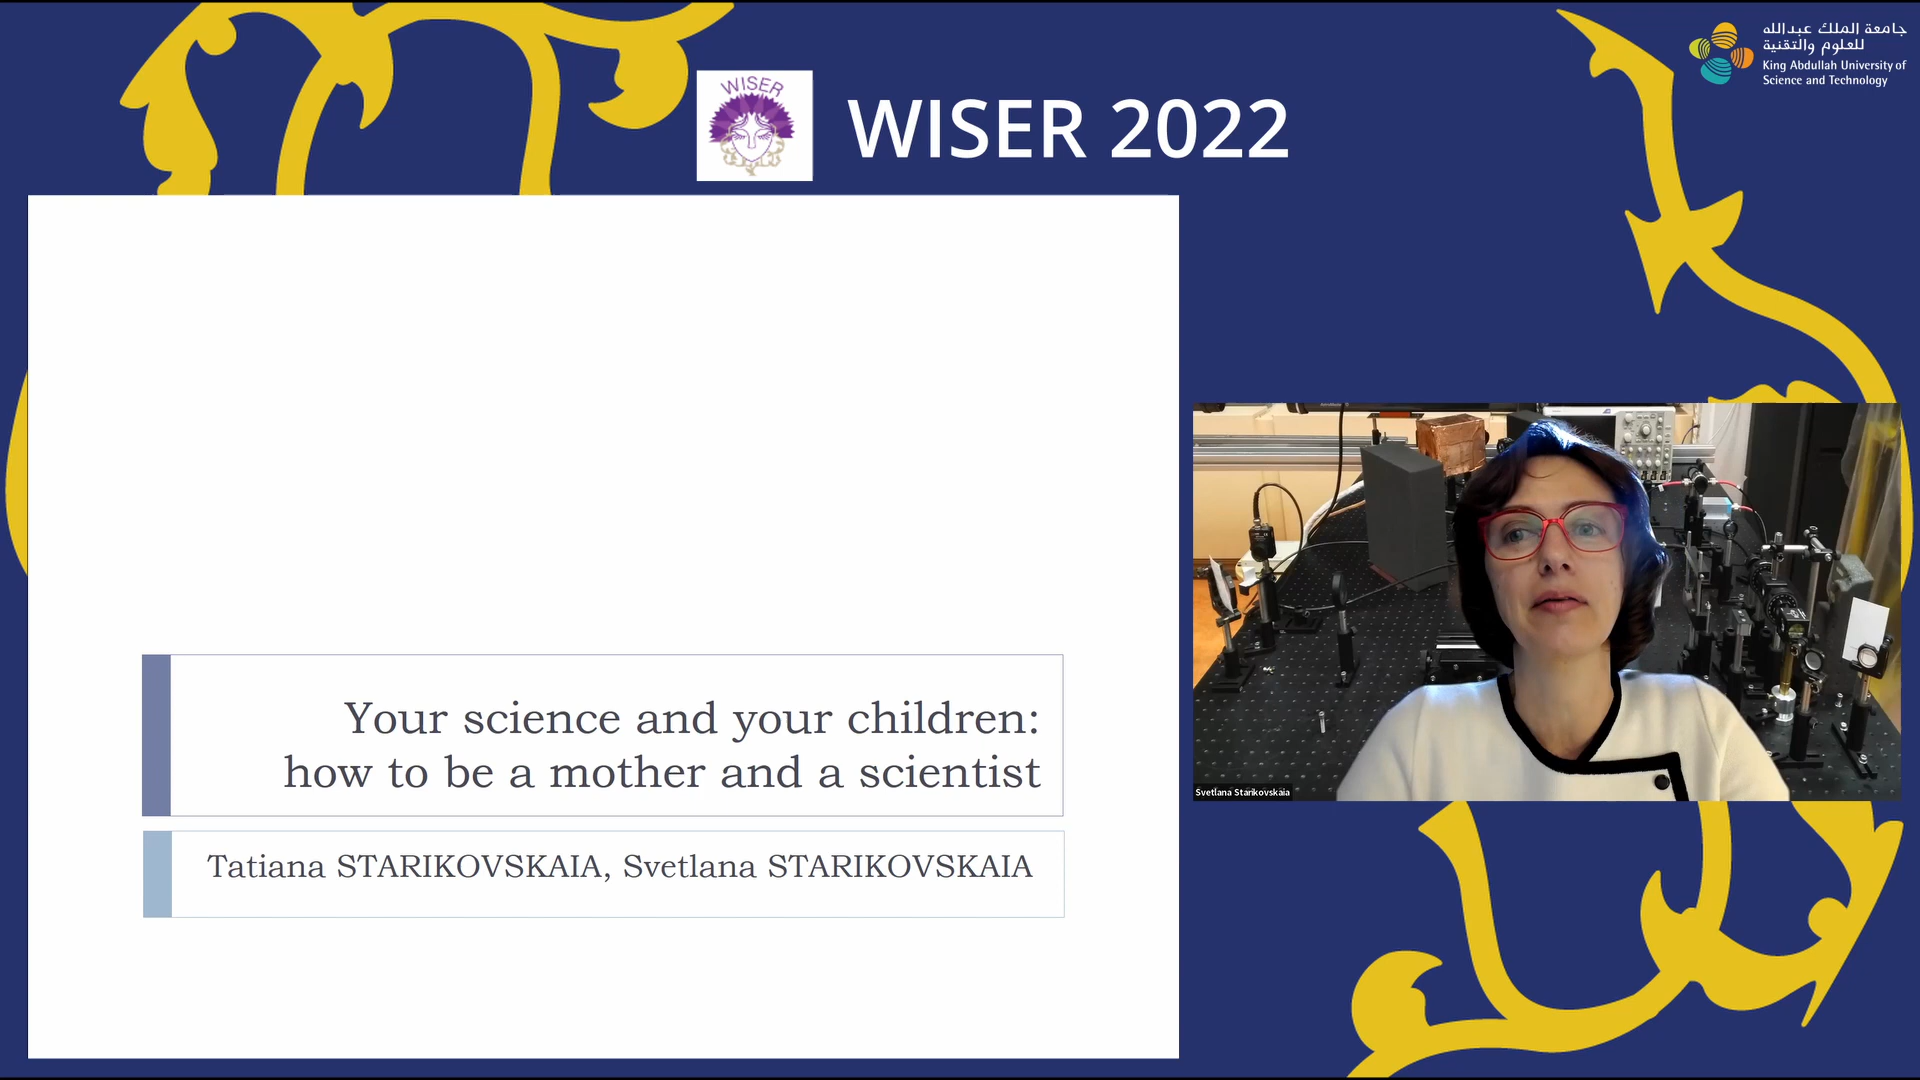 جامعة الملك عبدالله
للعلوم والتقنية
King Abdullah University of
Science and Technology
WISER
WISER 2022
Your science and your children:
how to be a mother and a scientist
Tatiana STARIKOVSKAIA, Svetlana STARIKOVSKAIA
Svetlana Starikovskaia